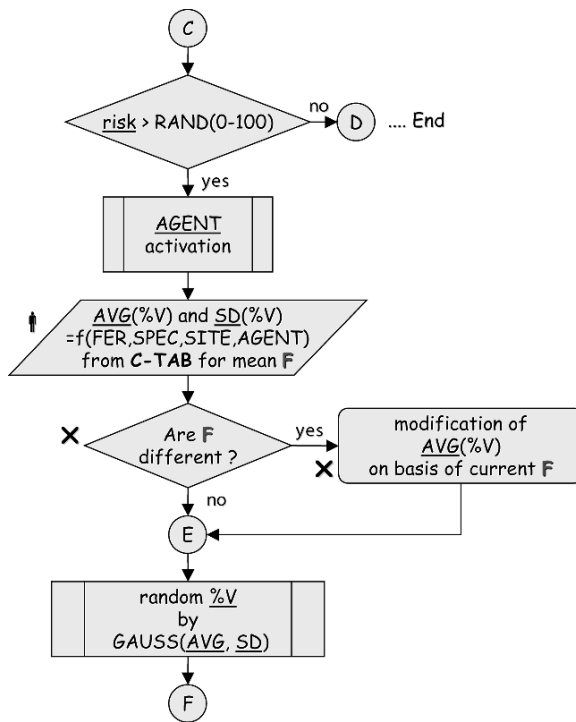 C
risk > RAND(0-100)
no
D
.... End
yes
AGENT
activation
AVG(%V) and SD(%V)
=f(FER,SPEC,SITE,AGENT)
from C-TAB for mean F
Are F
different ?
yes
modification of
AVG(%V)
on basis of current F
no
E
random %V
by
GAUSS(AVG, SD)
F